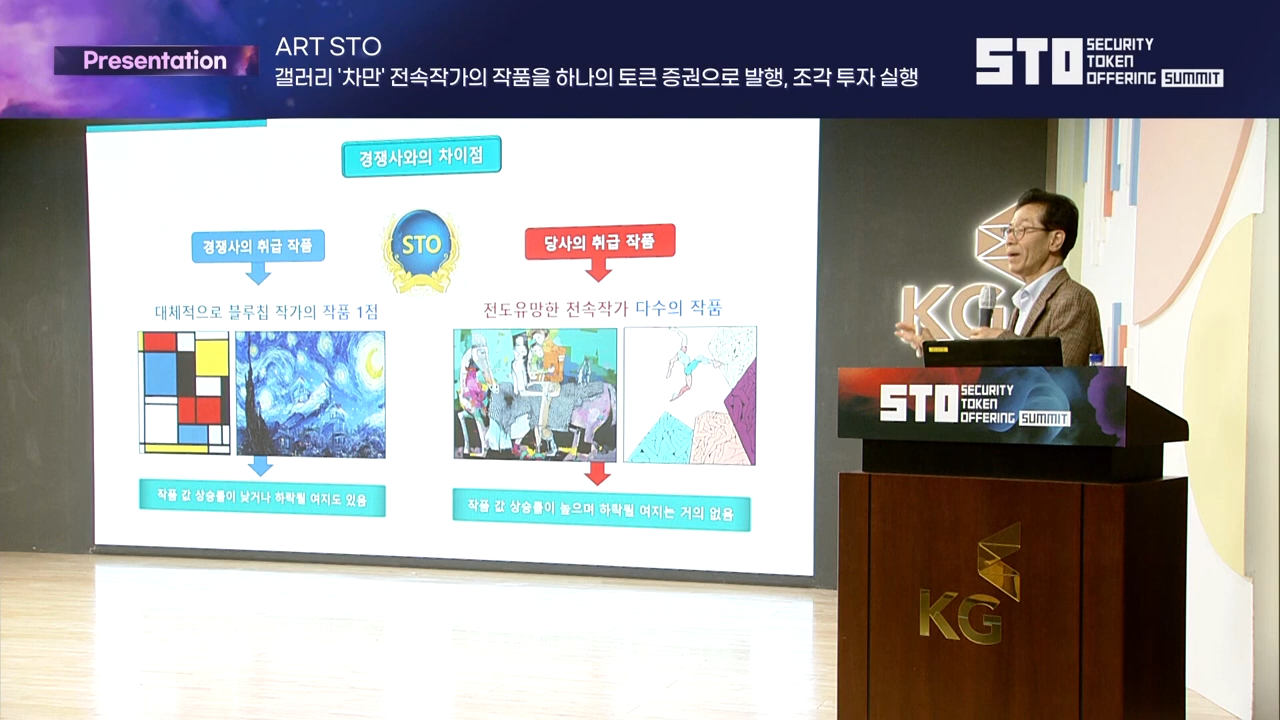 Presentation
ART STO
갤러리 '차만' 전속작가의 작품을 하나의 토큰 증권으로 발행, 조각 투자 실행
STO SECURITY
TOKEN
OFFERING SUMMIT
경쟁사와의 차이점
경쟁사의 취급 작품
STO
당사의 취급 작품
대체적으로 블루칩 작가의 작품 1점
전도유망한 전속작가 다수의 작품
작품 값 상승률이 낮거나 하락될 여지도 있음
작품 값 상승률이 높으며 하락될 여지는 거의 없음
KG
STO SECURITY
TOKEN
OFFERING SUMMIT
KG